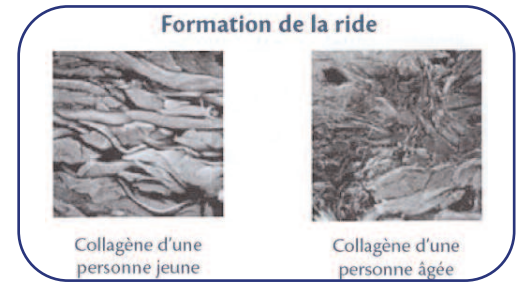 Formation de la ride
Collagène d'une
personne jeune
Collagène d'une
personne âgée